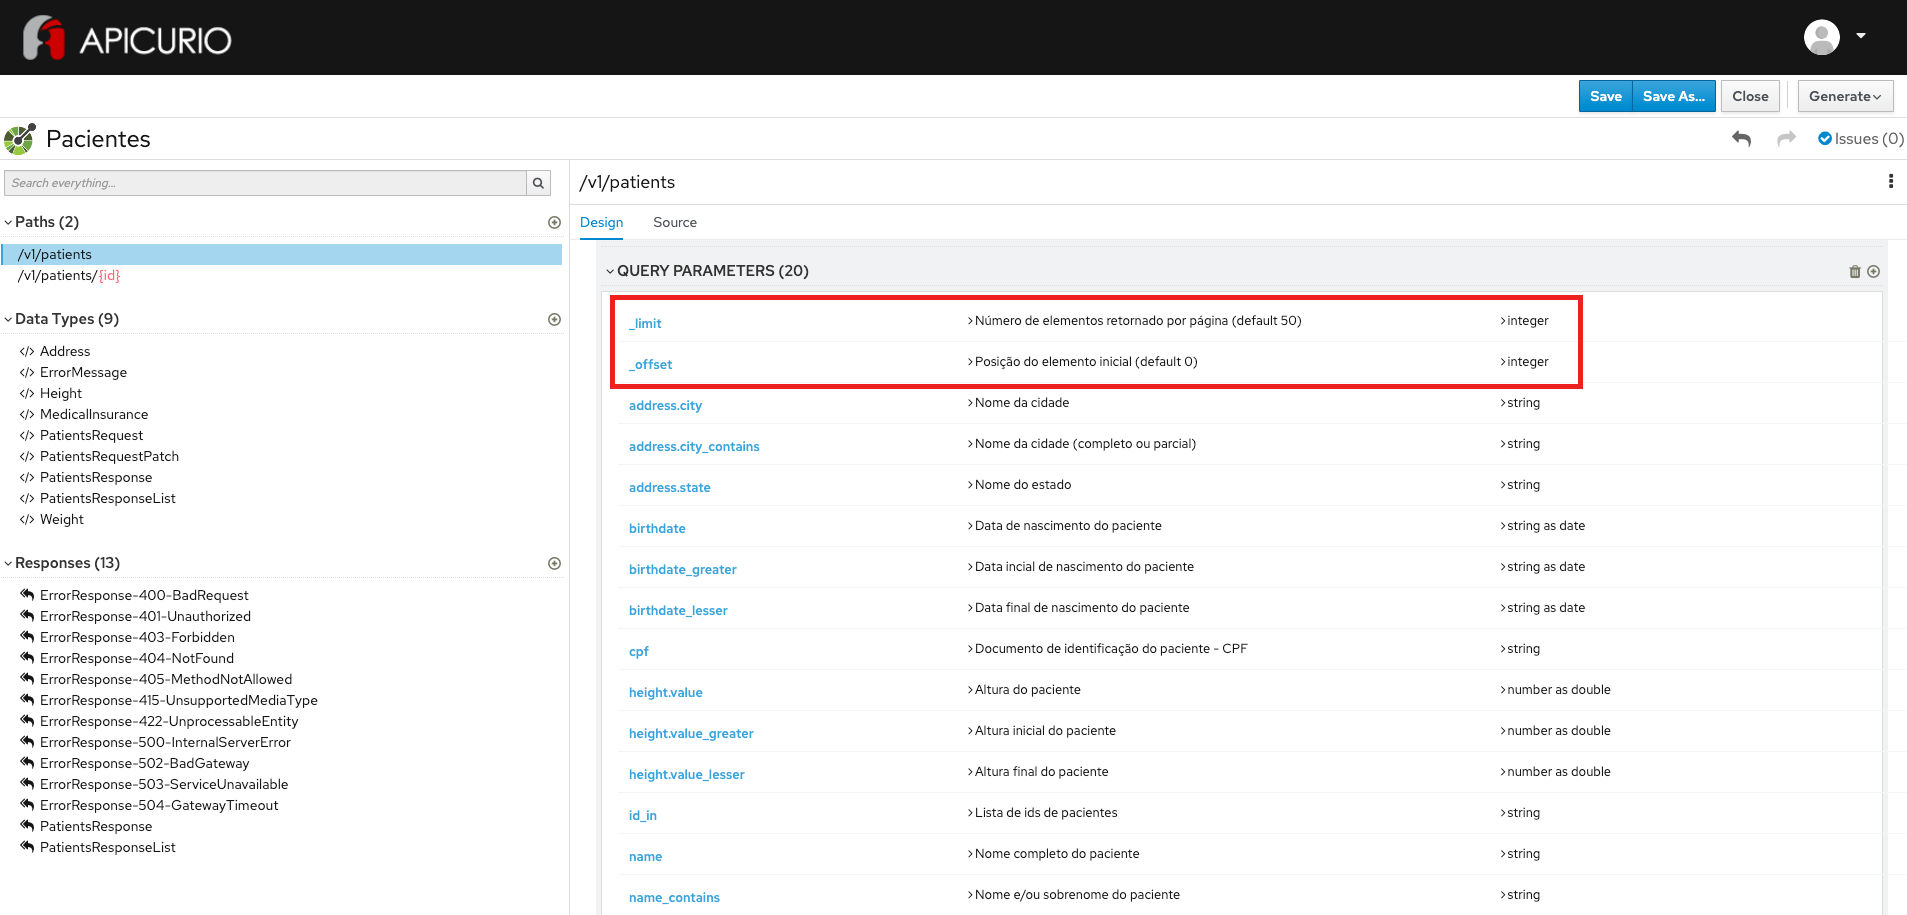 APICURIO
Save
Save As...
Close
Generate
Pacientes
Issues (0)
Search everything...
/v1/patients
Paths (2)
Design
Source
/v1/patients
/v1/patients/{id}
QUERY PARAMETERS (20)
Data Types (9)
Address
ErrorMessage
Height
MedicalInsurance
PatientsRequest
PatientsRequestPatch
PatientsResponse
PatientsResponseList
Weight
Responses (13)
ErrorResponse-400-BadRequest
ErrorResponse-401-Unauthorized
ErrorResponse-403-Forbidden
ErrorResponse-404-NotFound
ErrorResponse-405-MethodNotAllowed
ErrorResponse-415-UnsupportedMediaType
ErrorResponse-422-UnprocessableEntity
ErrorResponse-500-InternalServerError
ErrorResponse-502-BadGateway
ErrorResponse-503-ServiceUnavailable
ErrorResponse-504-GatewayTimeout
PatientsResponse
PatientsResponseList
_limit Número de elementos retornado por página (default 50) integer
_offset Posição do elemento inicial (default 0) integer
address.city Nome da cidade string
address.city_contains Nome da cidade (completo ou parcial) string
address.state Nome do estado string
birthdate Data de nascimento do paciente string as date
birthdate_greater Data incial de nascimento do paciente string as date
birthdate_lesser Data final de nascimento do paciente string as date
cpf Documento de identificação do paciente - CPF string
height.value Altura do paciente number as double
height.value_greater Altura inicial do paciente number as double
height.value_lesser Altura final do paciente number as double
id_in Lista de ids de pacientes string
name Nome completo do paciente string
name_contains Nome e/ou sobrenome do paciente string